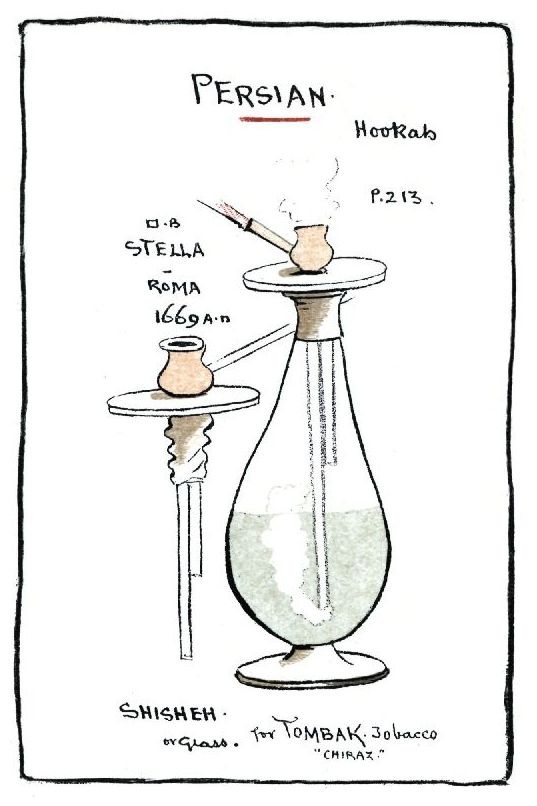 PERSIAN.
Hookah
P.213.
B
STELLA
-
ROMA
1669 A.D
SHISHEH.
or Glass.
for TOMBAK. Tobacco
"CHIRAZ."